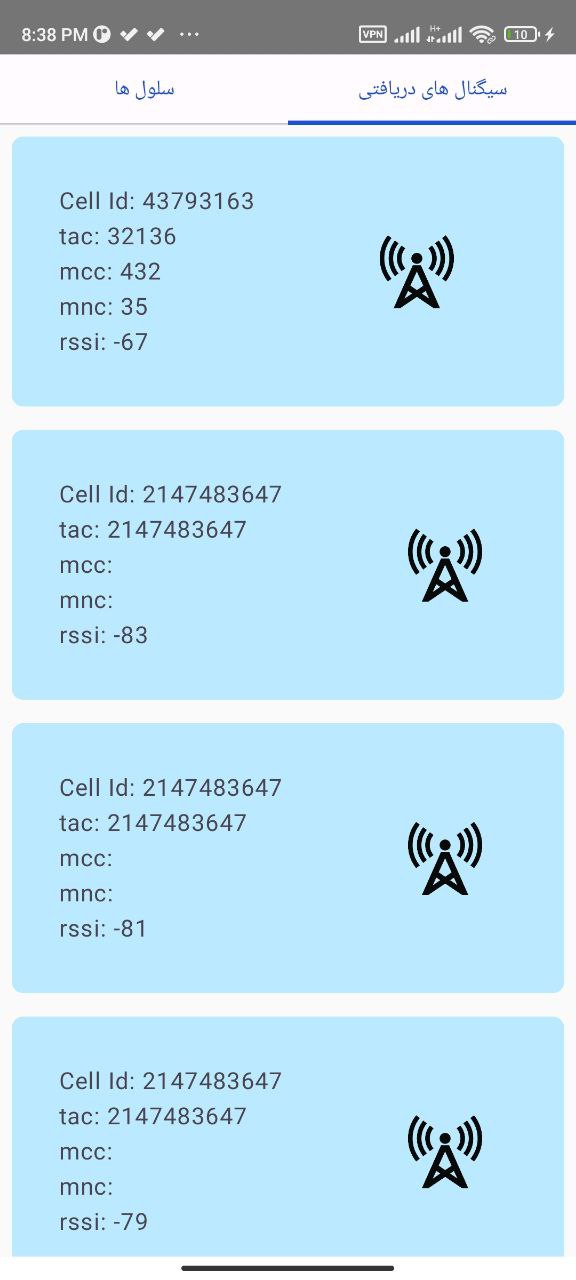 8:38 PM
VPN
H+
10
سلول ها
سیگنال های دریافتی
Cell Id: 43793163
tac: 32136
mcc: 432
mnc: 35
rssi: -67
Cell Id: 2147483647
tac: 2147483647
mcc:
mnc:
rssi: -83
Cell Id: 2147483647
tac: 2147483647
mcc:
mnc:
rssi: -81
Cell Id: 2147483647
tac: 2147483647
mcc:
mnc:
rssi: -79